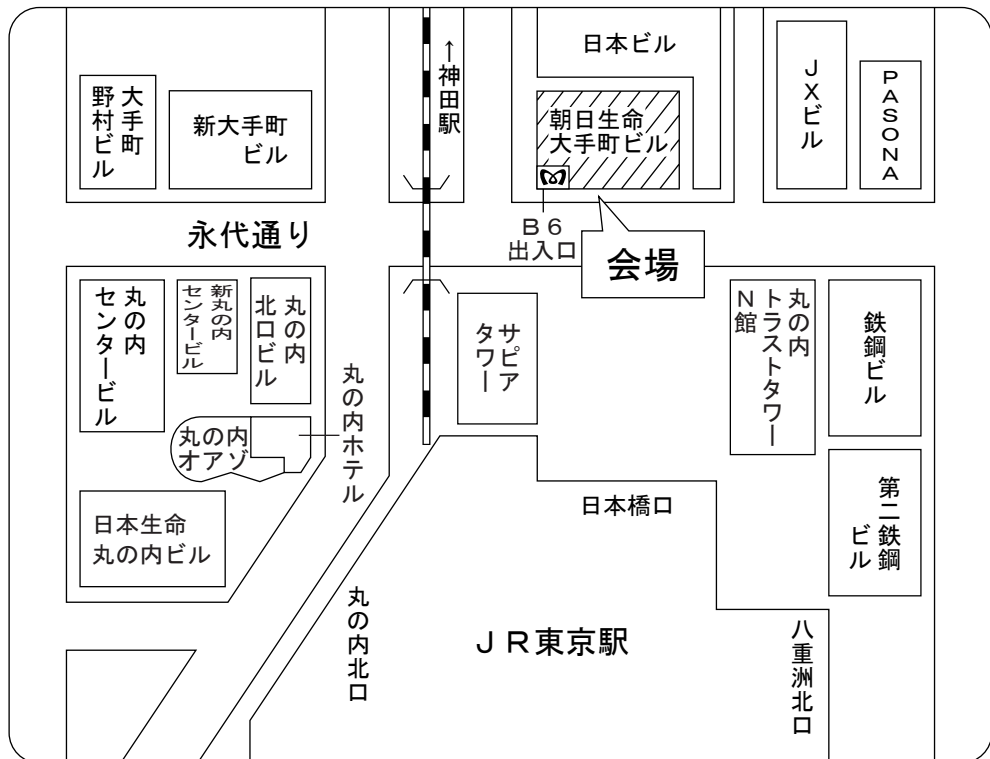 日本ビル
↑神田駅
大手町
野村ビル
新大手町
ビル
朝日生命
大手町ビル
JXビル
PASONA
永代通り
B6
出入口
会場
丸の内
センタービル
新丸の内
センタービル
丸の内
北口ビル
サピア
タワー
丸の内
トラストタワー
N館
鉄鋼ビル
丸の内ホテル
丸の内
オアゾ
日本生命
丸の内ビル
日本橋口
第二鉄鋼
ビル
丸の内北口
JR東京駅
八重洲北口